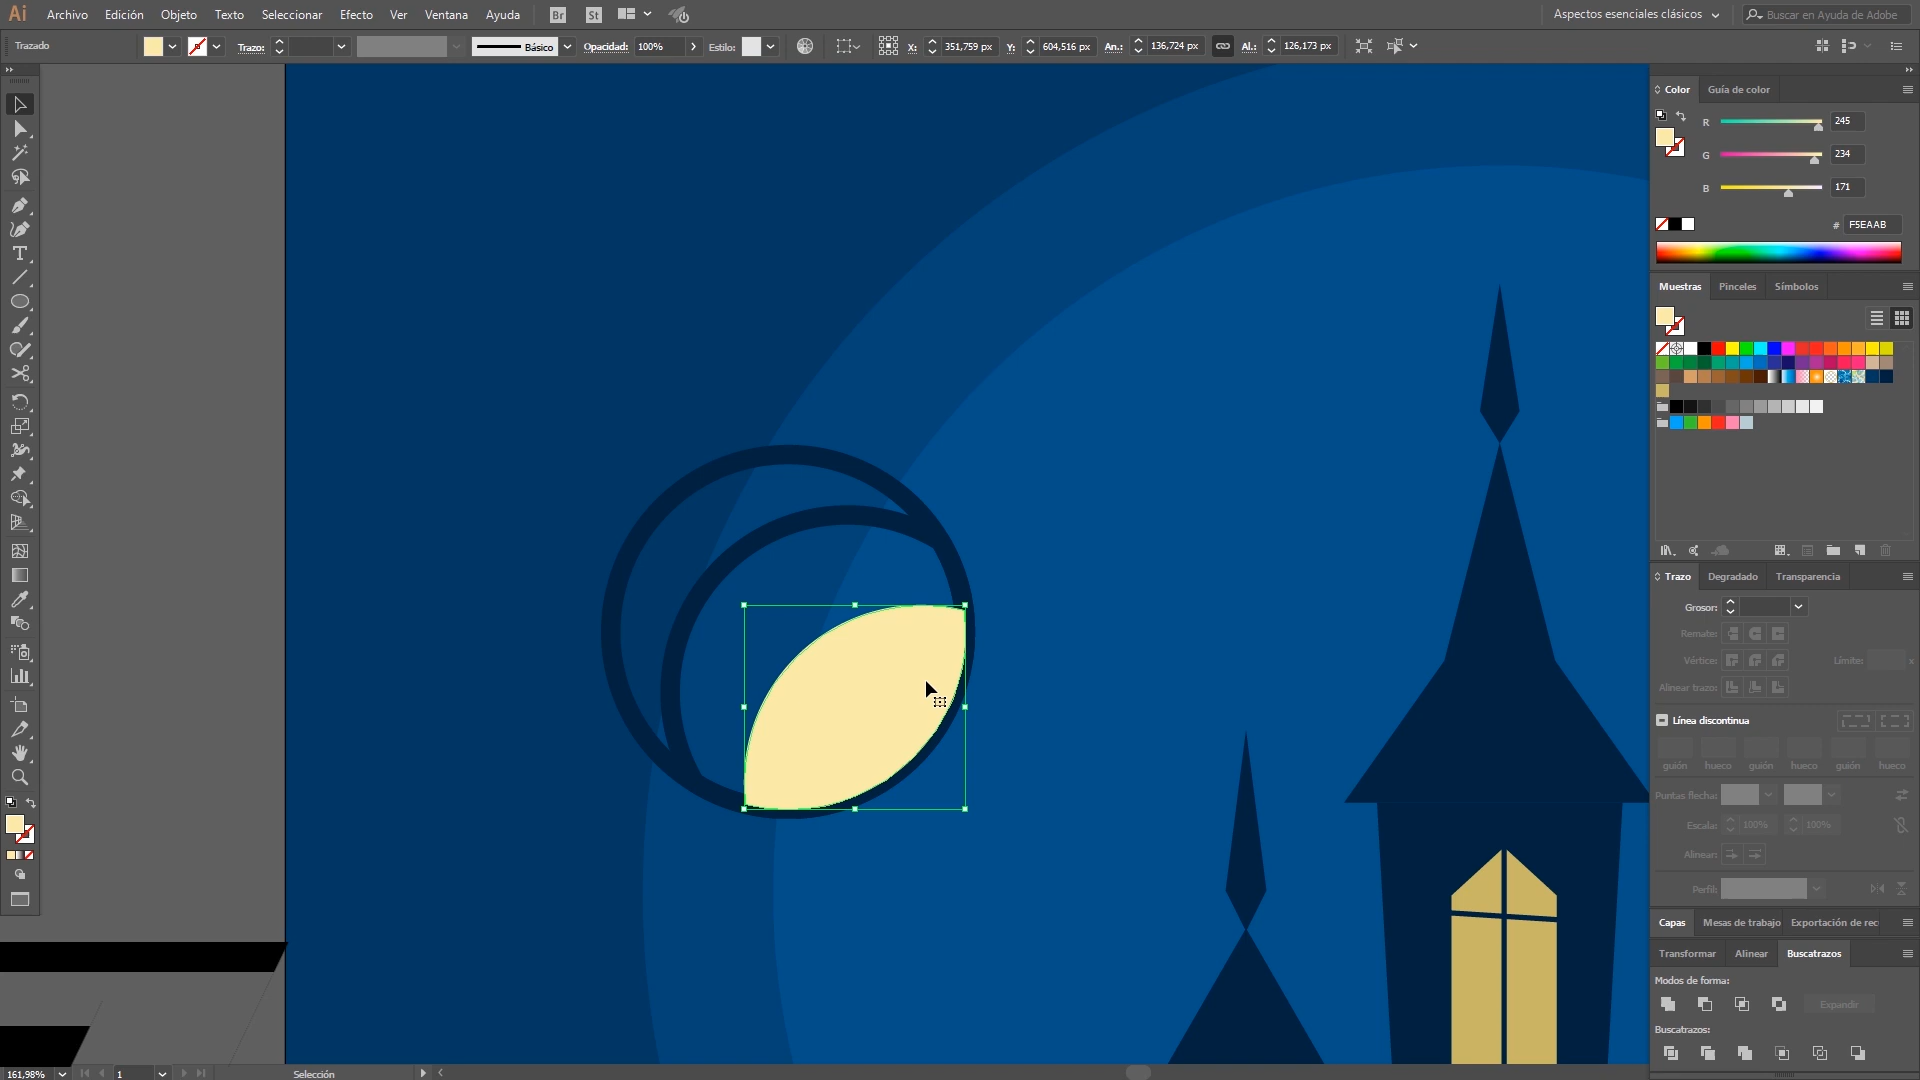 Ai Archivo Edición Objeto Texto Seleccionar Efecto Ver Ventana Ayuda Br St Aspectos esenciales clásicos Buscar en Ayuda de Adobe
Trazado Trazo: Básico Opacidad: 100% Estilo: X: 351,759 px Y: 604,516 px An.: 136,724 px Al.: 126,173 px
Color Guía de color
R 245
G 234
B 171
# F5EAAB
Muestras Pinceles Símbolos
Trazo Degradado Transparencia
Grosor:
Remate:
Vértice: Límite: x
Alinear trazo:
Línea discontinua
guión hueco guión hueco guión hueco
Puntas flecha:
Escala: 100% 100%
Alinear:
Perfil:
Capas Mesas de trabajo Exportación de rec
Transformar Alinear Buscatrazos
Modos de forma:
Expandir
Buscatrazos:
161,98% 1 Selección